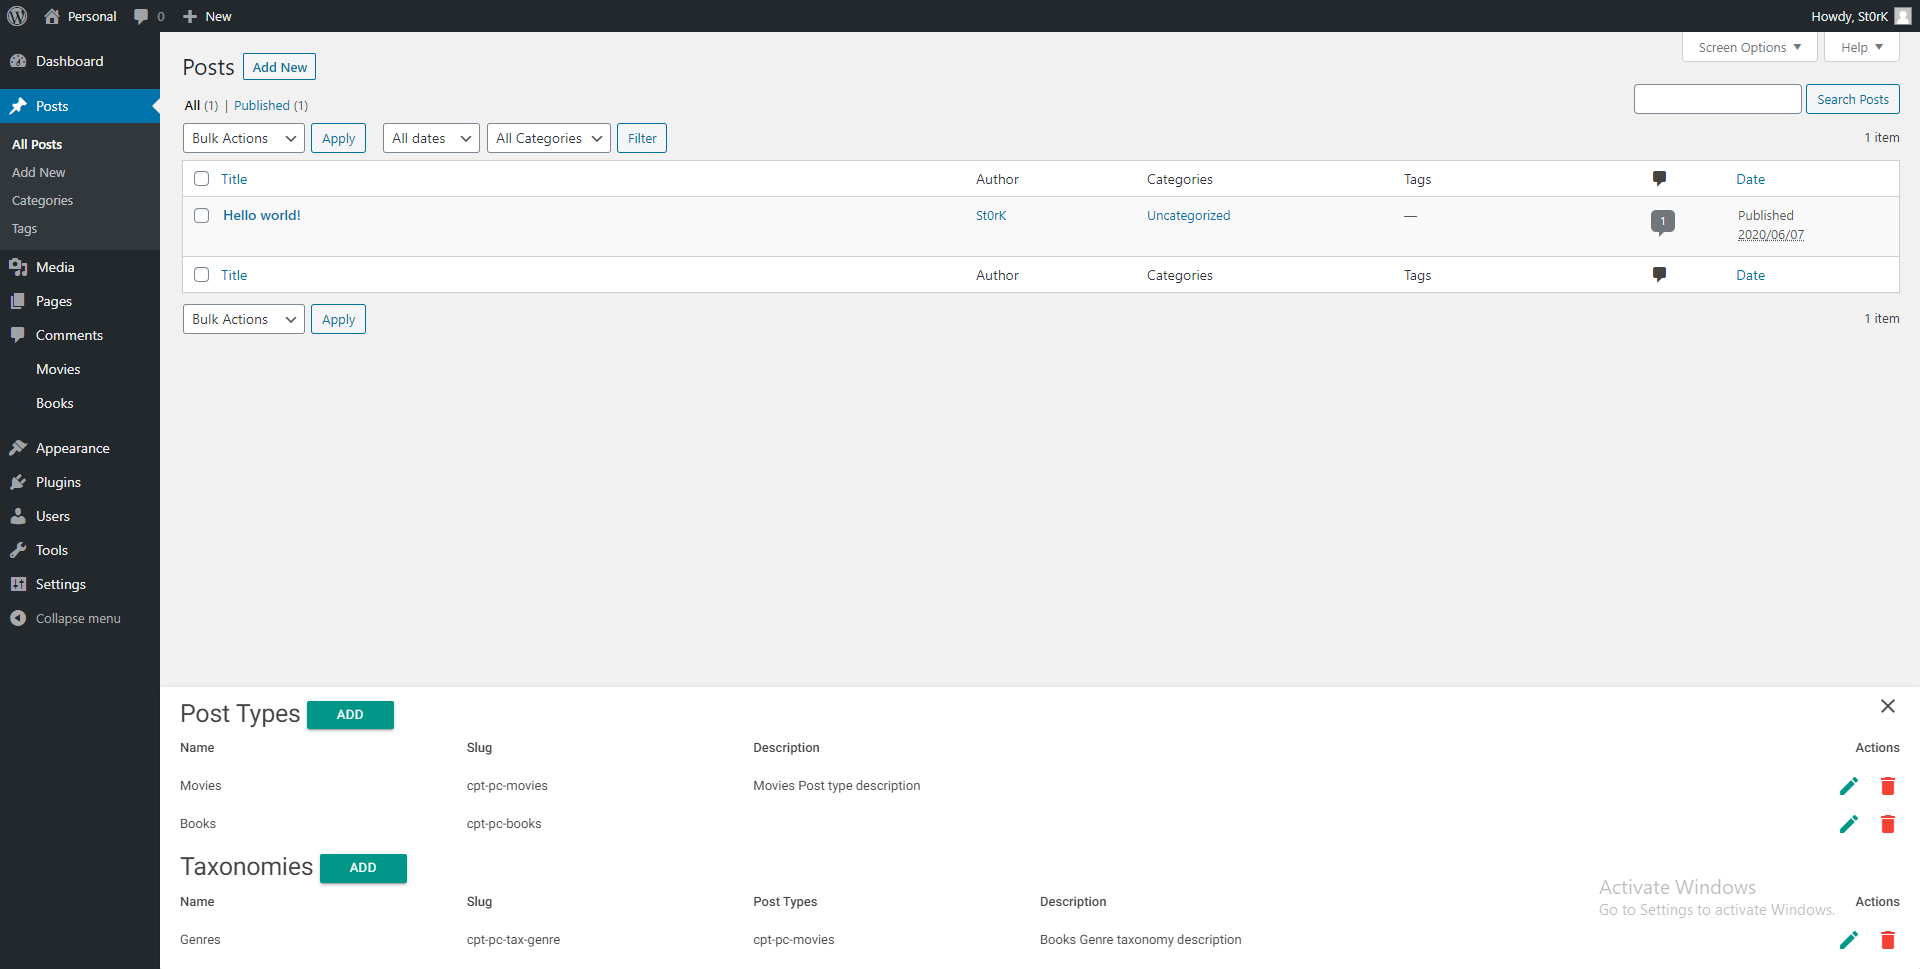 Personal 0 New Howdy, St0rK
Dashboard
Posts
All Posts
Add New
Categories
Tags
Media
Pages
Comments
Movies
Books
Appearance
Plugins
Users
Tools
Settings
Collapse menu
Screen Options Help
Posts Add New
All (1) | Published (1)
Search Posts
Bulk Actions Apply All dates All Categories Filter 1 item
Title Author Categories Tags Date
Hello world! St0rK Uncategorized — 1 Published
2020/06/07
Title Author Categories Tags Date
Bulk Actions Apply 1 item
Post Types ADD
Name Slug Description Actions
Movies cpt-pc-movies Movies Post type description
Books cpt-pc-books
Taxonomies ADD
Activate Windows
Go to Settings to activate Windows.
Name Slug Post Types Description Actions
Genres cpt-pc-tax-genre cpt-pc-movies Books Genre taxonomy description